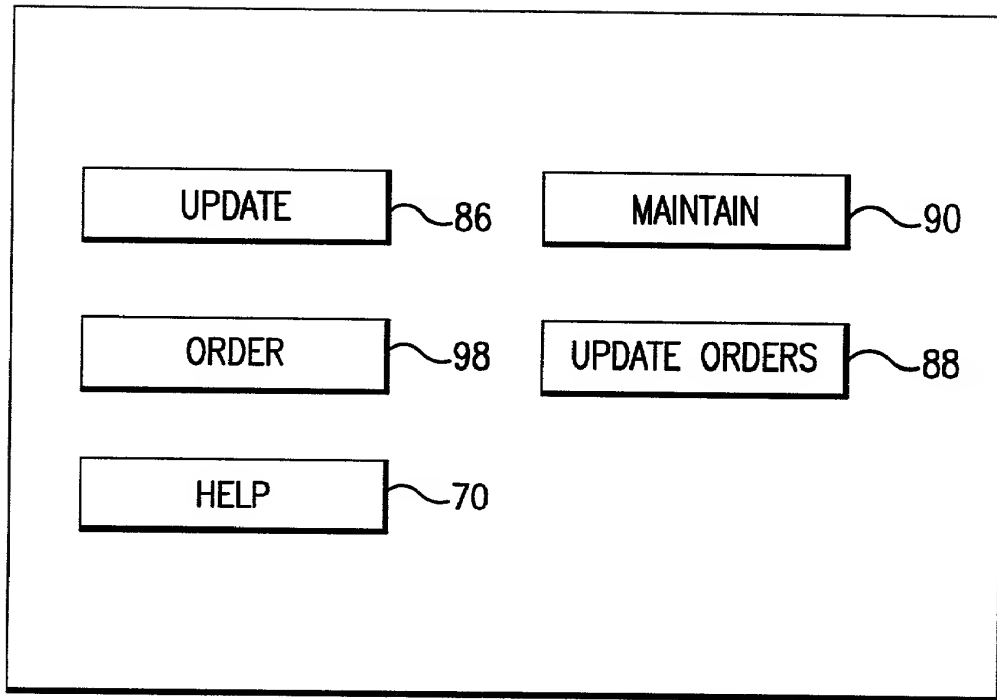 UPDATE 86
MAINTAIN 90
ORDER 98
UPDATE ORDERS 88
HELP 70